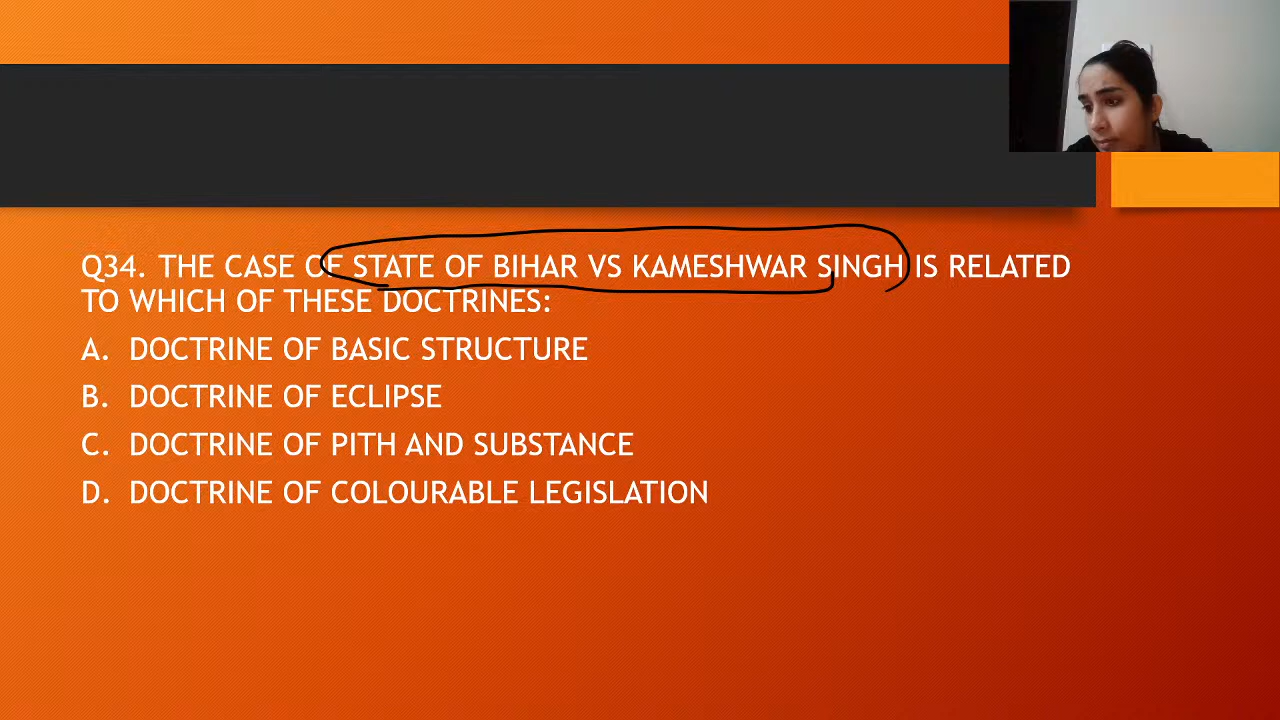 Q34. THE CASE OF STATE OF BIHAR VS KAMESHWAR SINGH IS RELATED
TO WHICH OF THESE DOCTRINES:
A. DOCTRINE OF BASIC STRUCTURE
B. DOCTRINE OF ECLIPSE
C. DOCTRINE OF PITH AND SUBSTANCE
D. DOCTRINE OF COLOURABLE LEGISLATION